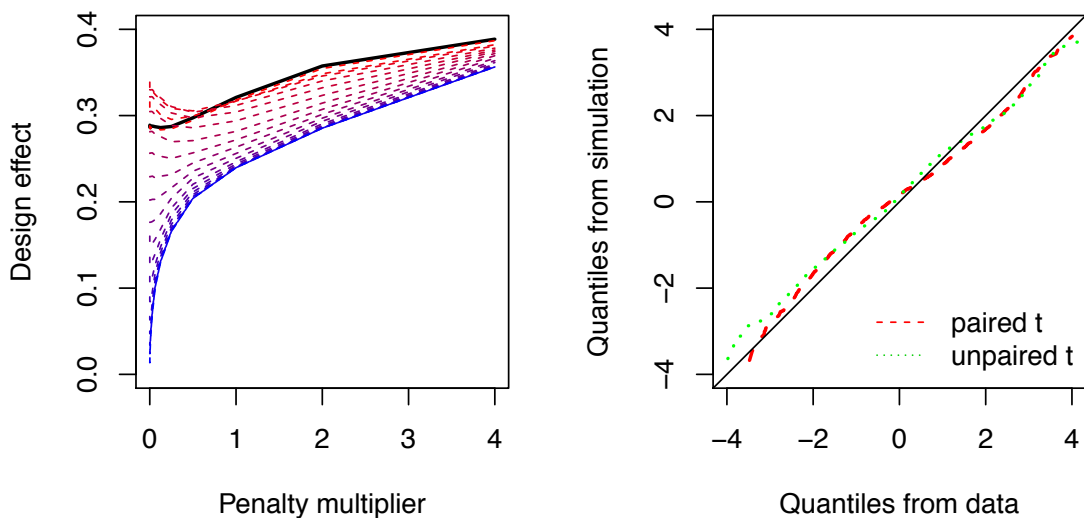 Design effect
0.0
0.1
0.2
0.3
0.4
0 1 2 3 4
Penalty multiplier
Quantiles from simulation
−4
−2
0
2
4
paired t
unpaired t
−4 −2 0 2 4
Quantiles from data